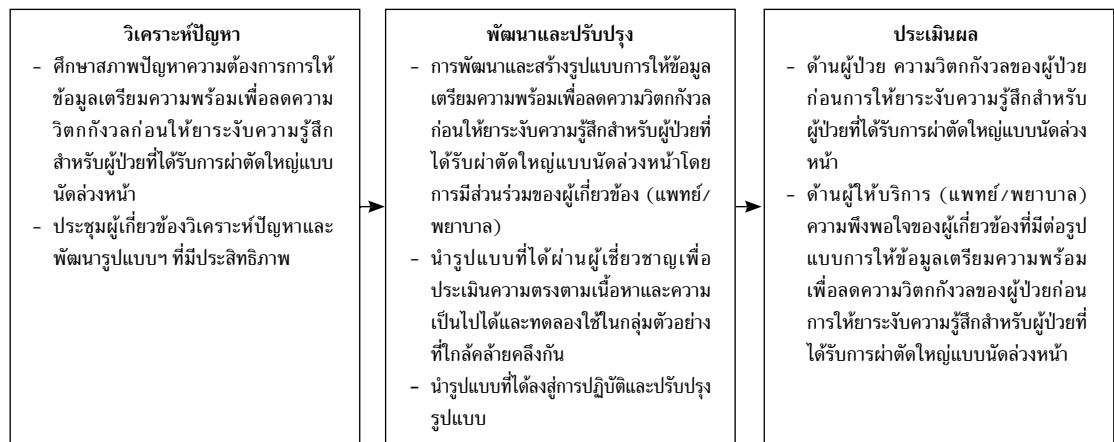 วิเคราะห์ปัญหา
- ศึกษาสภาพปัญหาความต้องการการให้
ข้อมูลเตรียมความพร้อมเพื่อลดความ
วิตกกังวลก่อนให้ยาระงับความรู้สึก
สำหรับผู้ป่วยที่ได้รับการผ่าตัดใหญ่แบบ
นัดล่วงหน้า
- ประชุมผู้เกี่ยวข้องวิเคราะห์ปัญหาและ
พัฒนารูปแบบฯ ที่มีประสิทธิภาพ
พัฒนาและปรับปรุง
- การพัฒนาและสร้างรูปแบบการให้ข้อมูล
เตรียมความพร้อมเพื่อลดความวิตกกังวล
ก่อนให้ยาระงับความรู้สึกสำหรับผู้ป่วยที่
ได้รับผ่าตัดใหญ่แบบนัดล่วงหน้าโดย
การมีส่วนร่วมของผู้เกี่ยวข้อง (แพทย์/
พยาบาล)
- นำรูปแบบที่ได้ผ่านผู้เชี่ยวชาญเพื่อ
ประเมินความตรงตามเนื้อหาและความ
เป็นไปได้และทดลองใช้ในกลุ่มตัวอย่าง
ที่ใกล้คล้ายคลึงกัน
- นำรูปแบบที่ได้ลงสู่การปฏิบัติและปรับปรุง
รูปแบบ
ประเมินผล
- ด้านผู้ป่วย ความวิตกกังวลของผู้ป่วย
ก่อนการให้ยาระงับความรู้สึกสำหรับ
ผู้ป่วยที่ได้รับการผ่าตัดใหญ่แบบนัดล่วง
หน้า
- ด้านผู้ให้บริการ (แพทย์/พยาบาล)
ความพึงพอใจของผู้เกี่ยวข้องที่มีต่อรูป
แบบการให้ข้อมูลเตรียมความพร้อม
เพื่อลดความวิตกกังวลของผู้ป่วยก่อน
การให้ยาระงับความรู้สึกสำหรับผู้ป่วยที่
ได้รับการผ่าตัดใหญ่แบบนัดล่วงหน้า